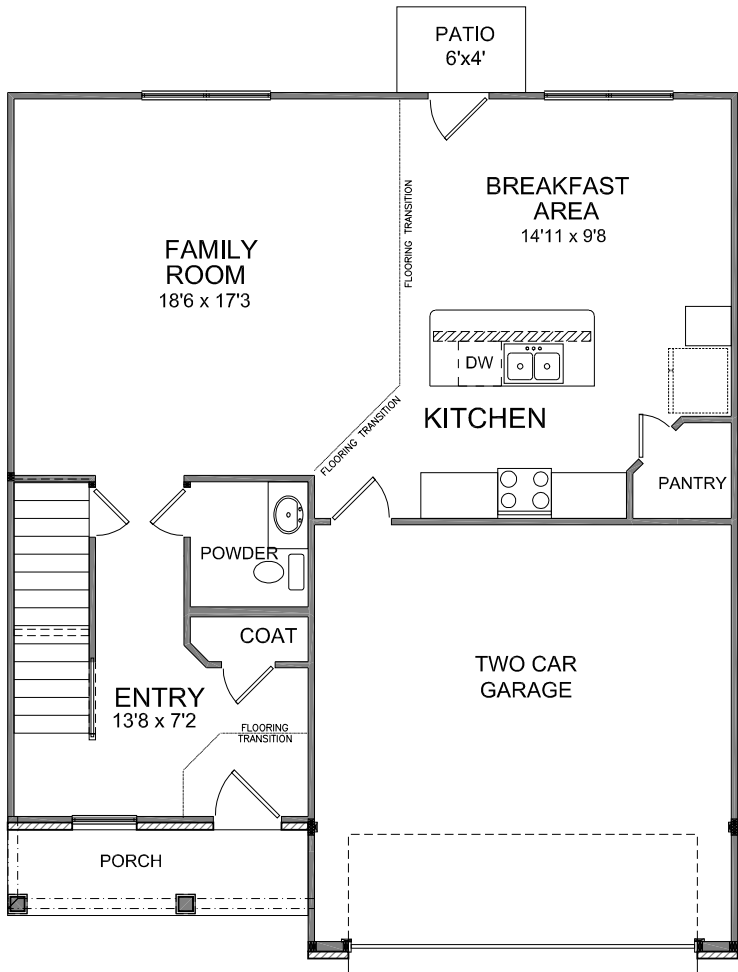 PATIO
6'x4'
BREAKFAST
AREA
14'11 x 9'8
FLOORING TRANSITION
FAMILY
ROOM
18'6 x 17'3
DW
KITCHEN
FLOORING TRANSITION
PANTRY
POWDER
COAT
TWO CAR
GARAGE
ENTRY
13'8 x 7'2
FLOORING
TRANSITION
PORCH